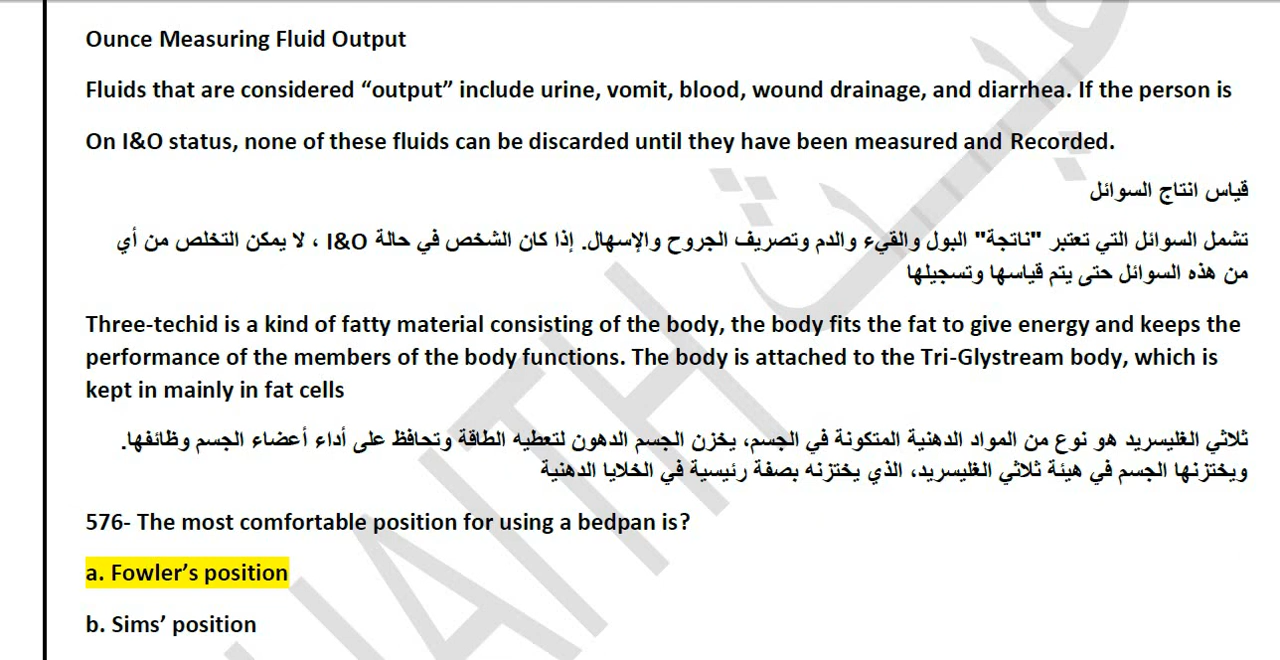 Ounce Measuring Fluid Output
Fluids that are considered “output” include urine, vomit, blood, wound drainage, and diarrhea. If the person is
On I&O status, none of these fluids can be discarded until they have been measured and Recorded.
قياس انتاج السوائل
تشمل السوائل التي تعتبر "ناتجة" البول والقيء والدم وتصريف الجروح والإسهال. إذا كان الشخص في حالة I&O ، لا يمكن التخلص من أي
من هذه السوائل حتى يتم قياسها وتسجيلها
Three-techid is a kind of fatty material consisting of the body, the body fits the fat to give energy and keeps the
performance of the members of the body functions. The body is attached to the Tri-Glystream body, which is
kept in mainly in fat cells
ثلاثي الغليسريد هو نوع من المواد الدهنية المتكونة في الجسم، يخزن الجسم الدهون لتعطيه الطاقة وتحافظ على أداء أعضاء الجسم وظائفها.
ويختزنها الجسم في هيئة ثلاثي الغليسريد، الذي يختزنه بصفة رئيسية في الخلايا الدهنية
576- The most comfortable position for using a bedpan is?
a. Fowler’s position
b. Sims’ position